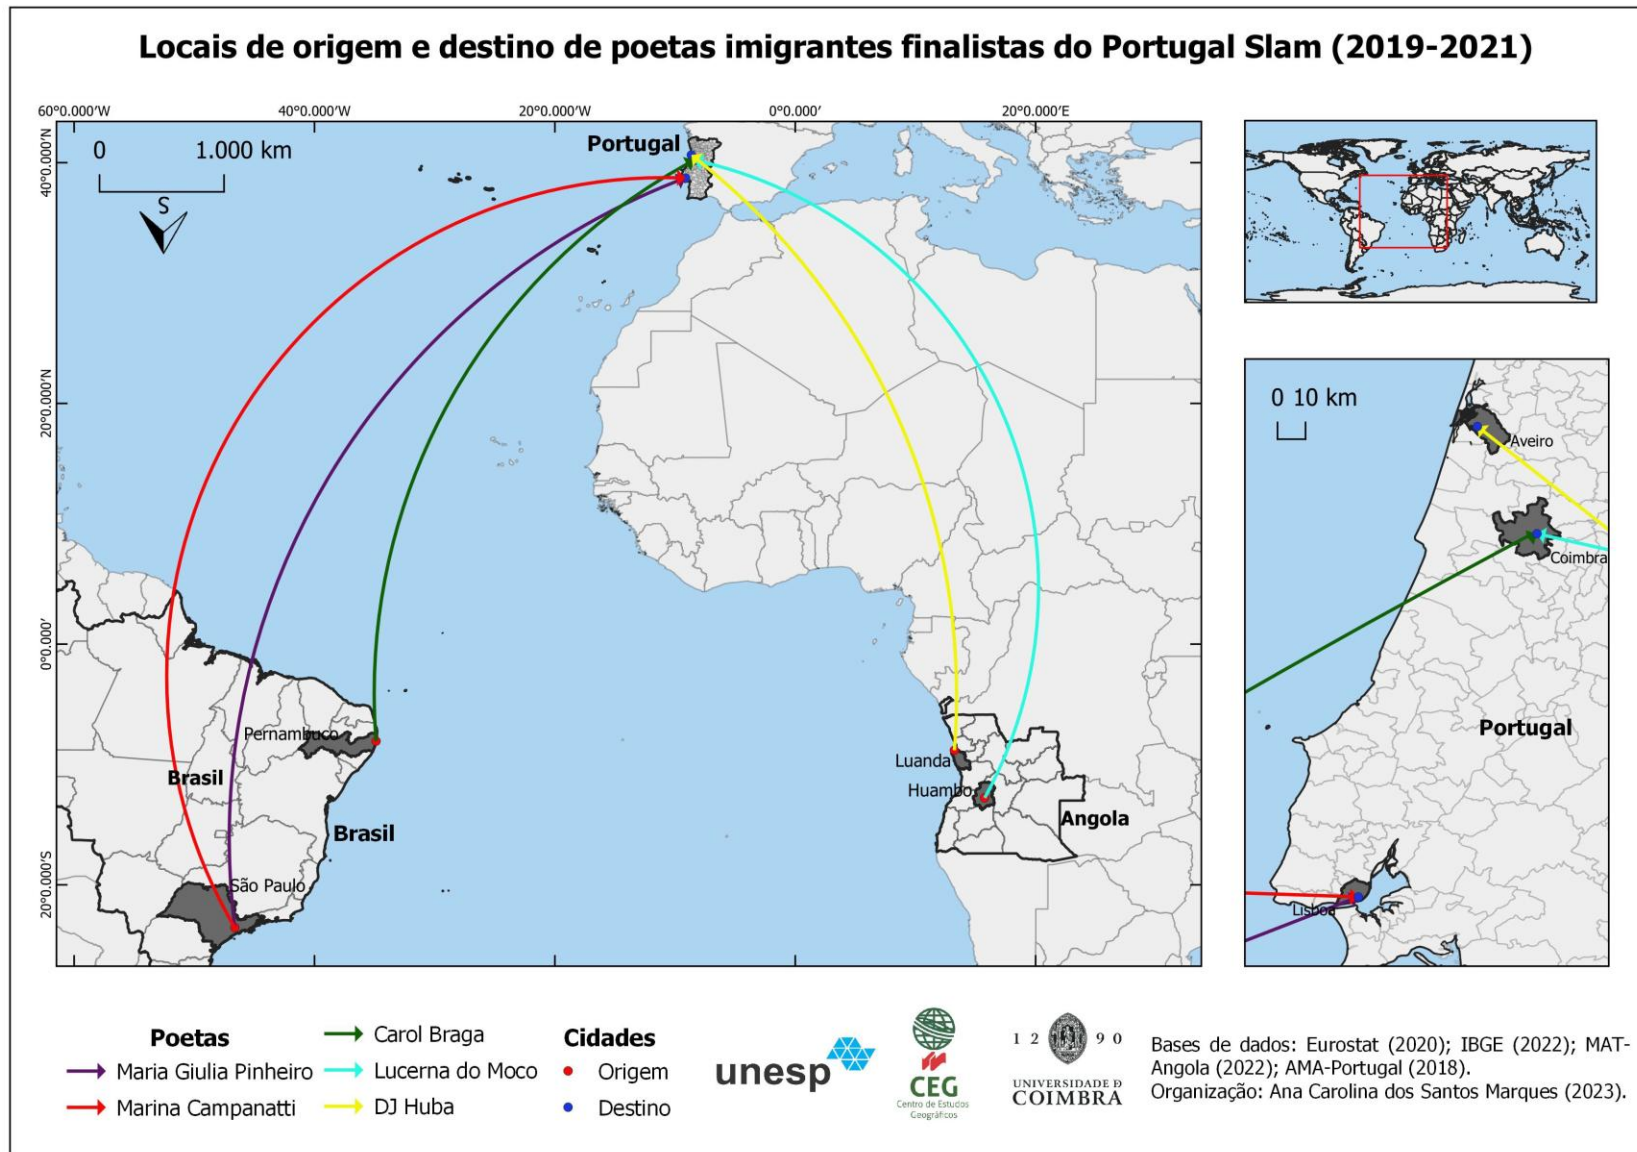 Locais de origem e destino de poetas imigrantes finalistas do Portugal Slam (2019-2021)
60°0.000'W 40°0.000'W 20°0.000'W 0°0.000' 20°0.000'E
40°0.000'N
20°0.000'N
0°0.000'
20°0.000'S
0 1.000 km
S
Portugal
Pernambuco
Brasil
Brasil
São Paulo
Luanda
Huambo
Angola
0 10 km
Aveiro
Coimbra
Portugal
Lisboa
Poetas
Maria Giulia Pinheiro
Marina Campanatti
Carol Braga
Lucerna do Moco
DJ Huba
Cidades
Origem
Destino
unesp
CEG
Centro de Estudos
Geográficos
12 90
UNIVERSIDADE D
COIMBRA
Bases de dados: Eurostat (2020); IBGE (2022); MAT-
Angola (2022); AMA-Portugal (2018).
Organização: Ana Carolina dos Santos Marques (2023).